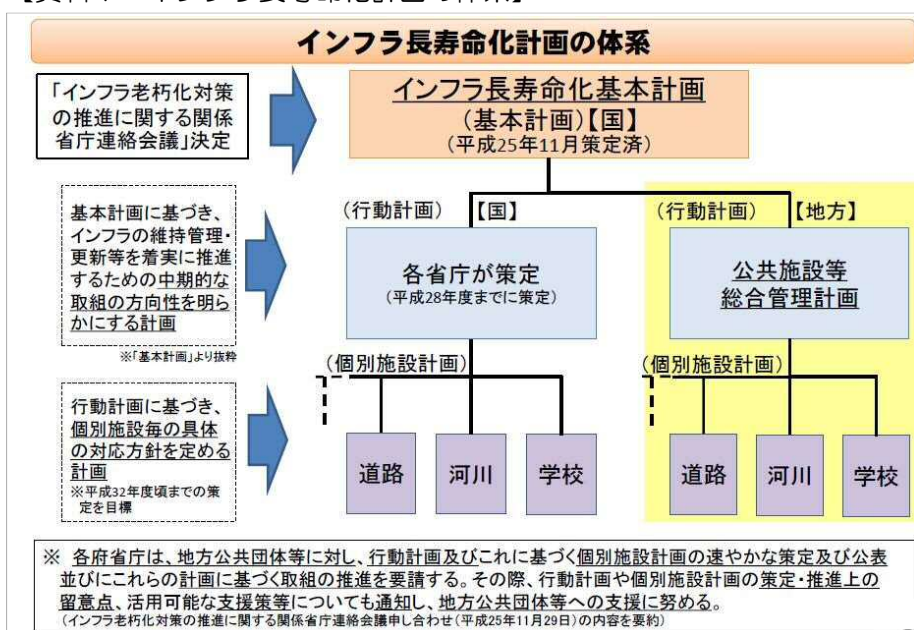 インフラ長寿命化計画の体系
「インフラ老朽化対策
の推進に関する関係
省庁連絡会議」決定
インフラ長寿命化基本計画
(基本計画)【国】
(平成25年11月策定済)
基本計画に基づき、
インフラの維持管理・
更新等を着実に推進
するための中期的な
取組の方向性を明ら
かにする計画
※「基本計画」より抜粋
(行動計画) 【国】
各省庁が策定
(平成28年度までに策定)
(行動計画) 【地方】
公共施設等
総合管理計画
行動計画に基づき、
個別施設毎の具体
の対応方針を定める
計画
※平成32年度頃までの策
定を目標
(個別施設計画)
道路 河川 学校
(個別施設計画)
道路 河川 学校
※ 各府省庁は、地方公共団体等に対し、行動計画及びこれに基づく個別施設計画の速やかな策定及び公表
並びにこれらの計画に基づく取組の推進を要請する。その際、行動計画や個別施設計画の策定・推進上の
留意点、活用可能な支援策等についても通知し、地方公共団体等への支援に努める。
(インフラ老朽化対策の推進に関する関係省庁連絡会議申し合わせ(平成25年11月29日)の内容を要約)